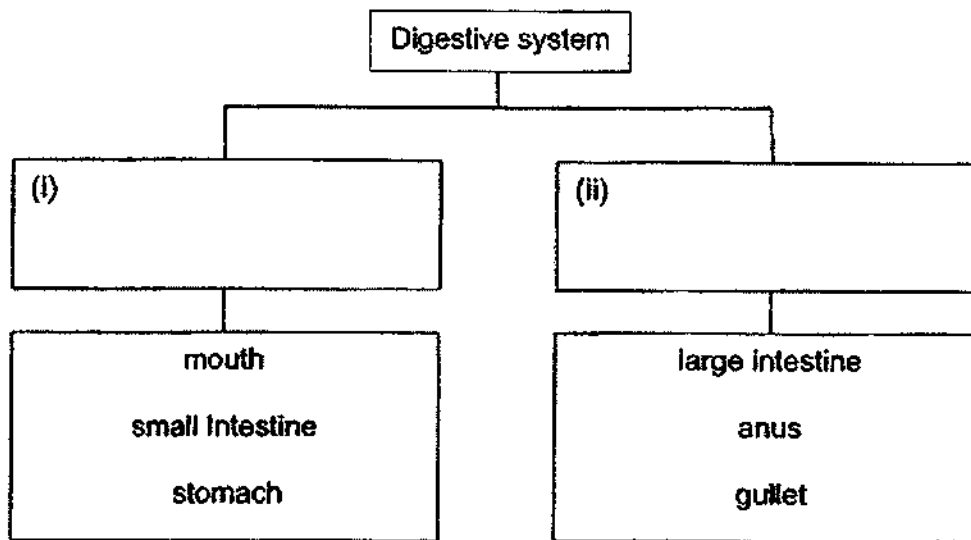 Digestive system
(i)
(ii)
mouth
small Intestine
stomach
large intestine
anus
gullet